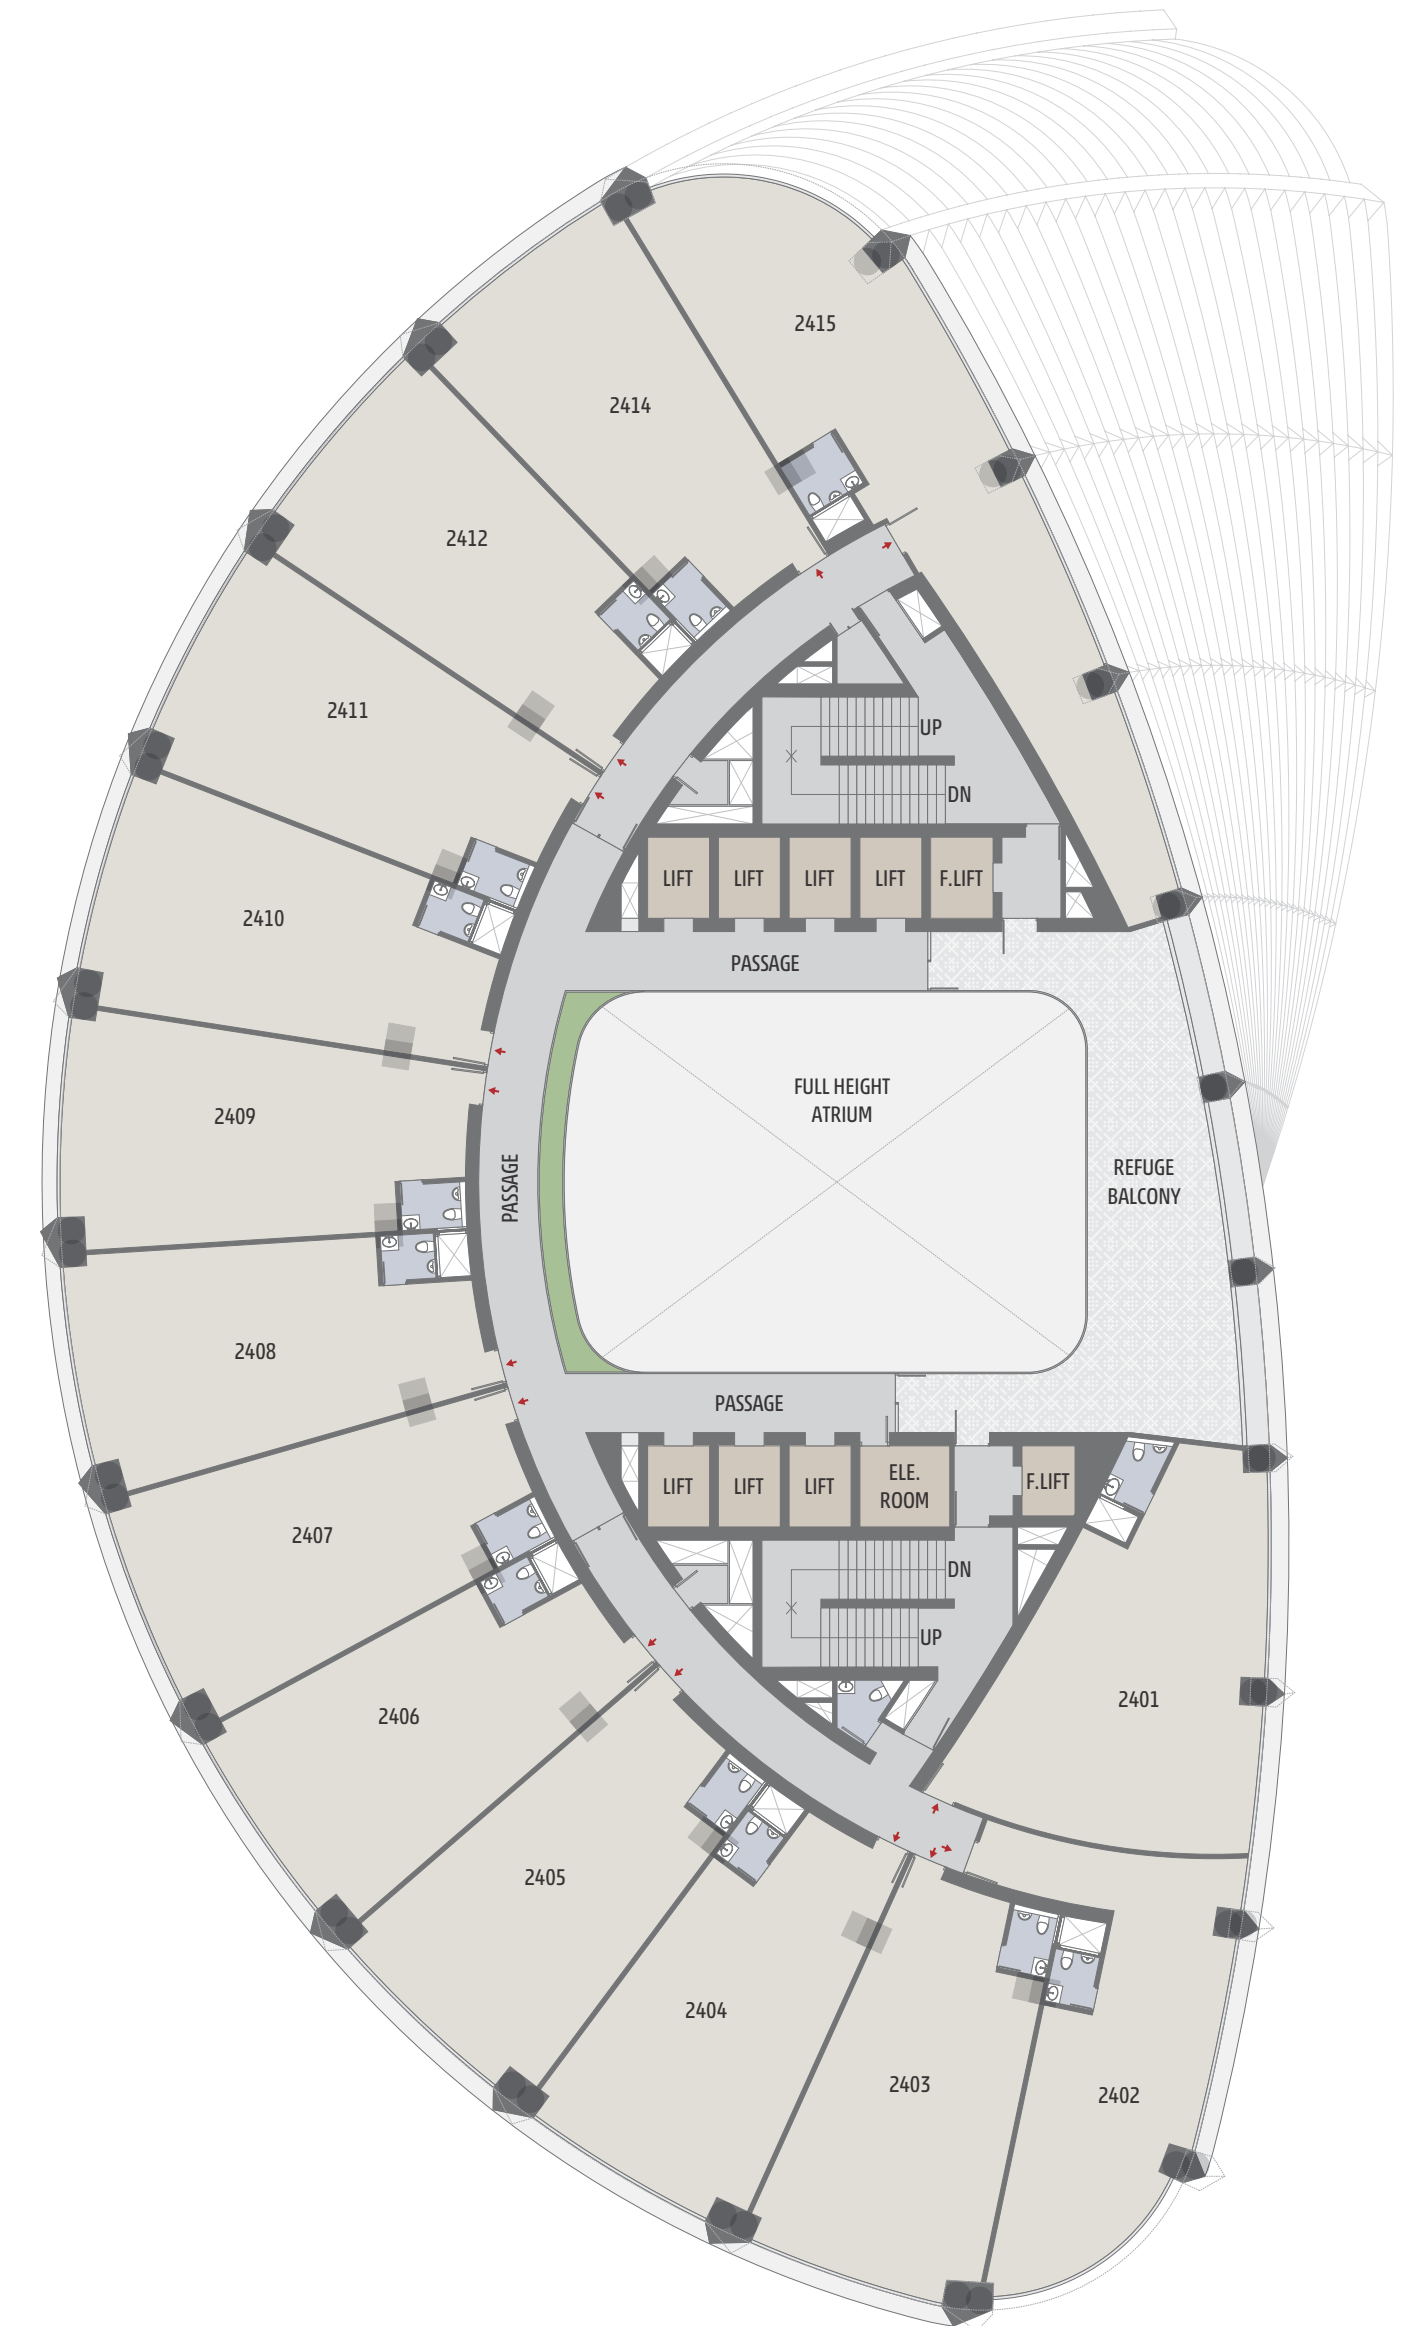 2415
2414
2412
2411
UP
DN
LIFT
LIFT
LIFT
LIFT
F.LIFT
2410
PASSAGE
FULL HEIGHT
ATRIUM
2409
PASSAGE
REFUGE
BALCONY
2408
PASSAGE
LIFT
LIFT
LIFT
ELE.
ROOM
F.LIFT
2407
DN
UP
2406
2401
2405
2404
2403
2402